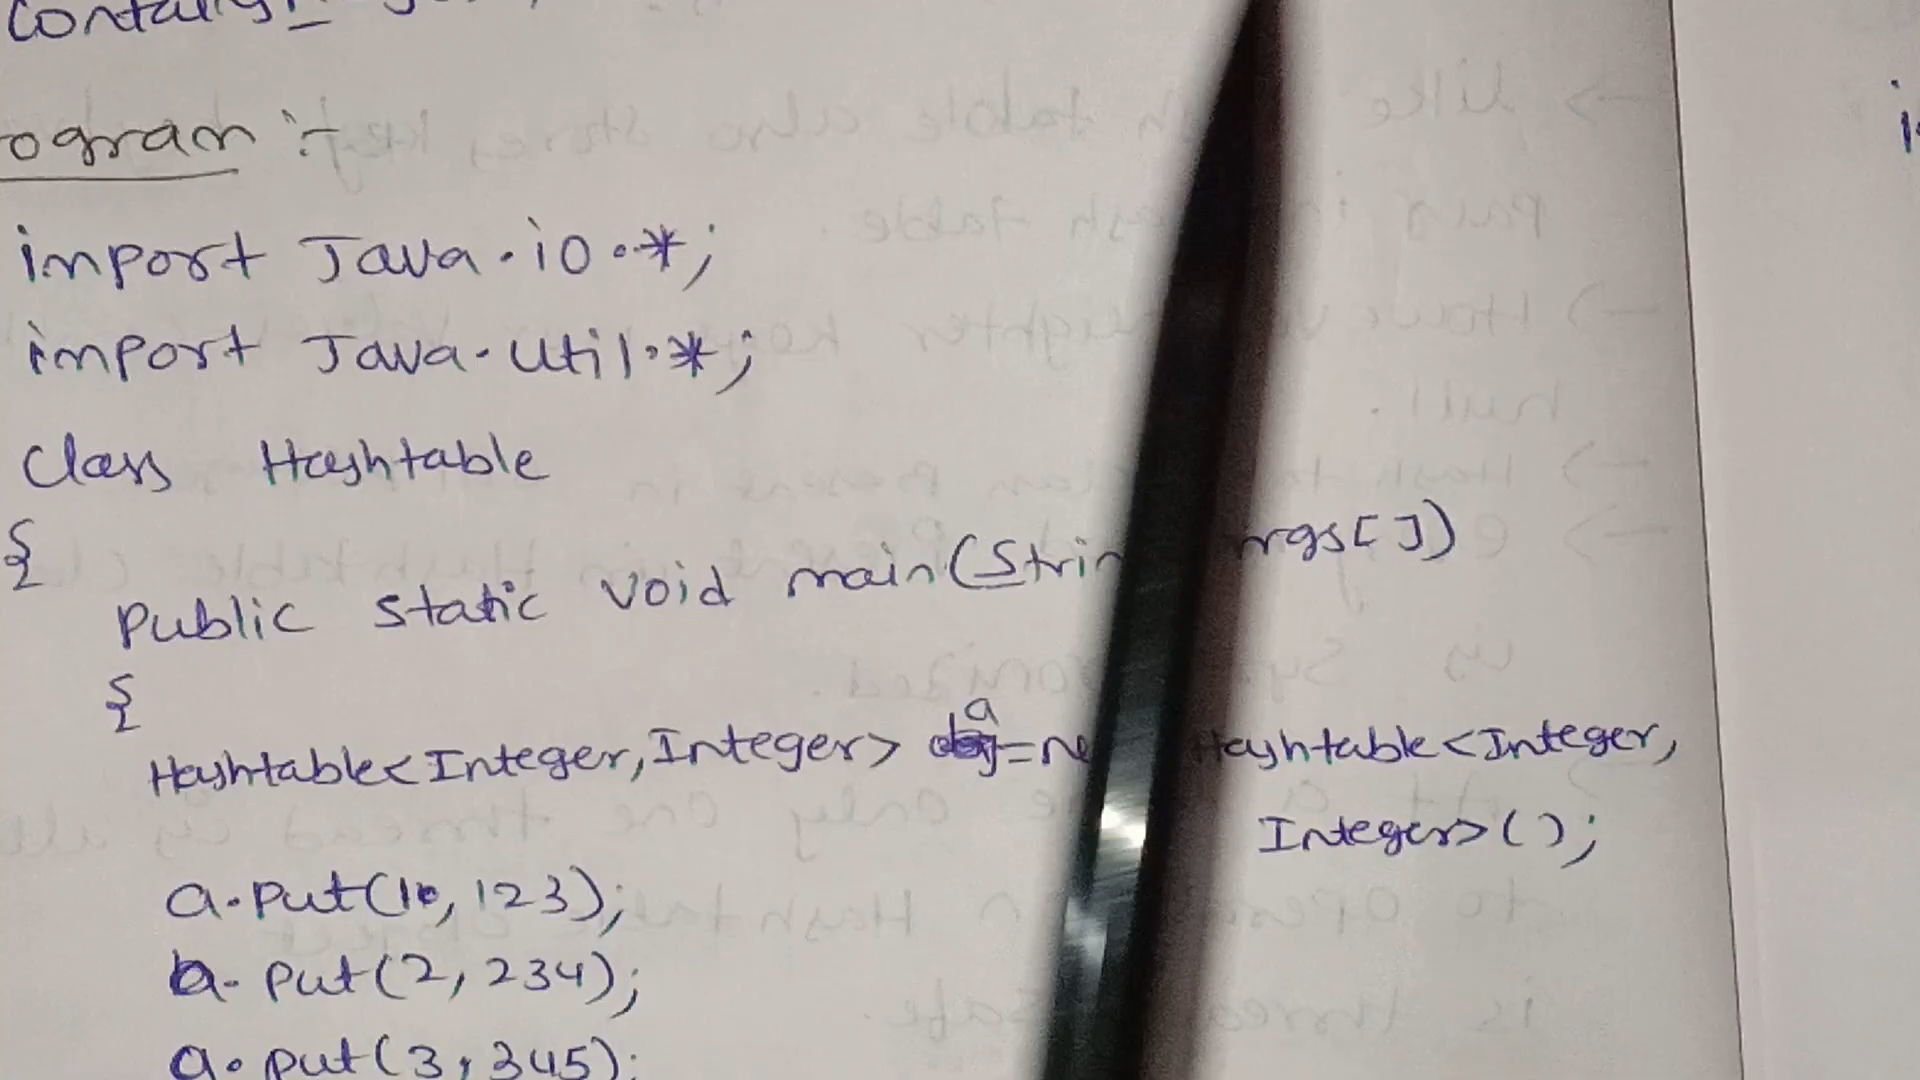 ogram :-
import Java.io.*;
import Java.util.*;
class Hashtable
{
public static void main(Strin rgs[])
{
Hashtable<Integer,Integer> a=ne Hashtable<Integer,
Integer>();
a.put(10,123);
a.put(2,234);
a.put(3,345);